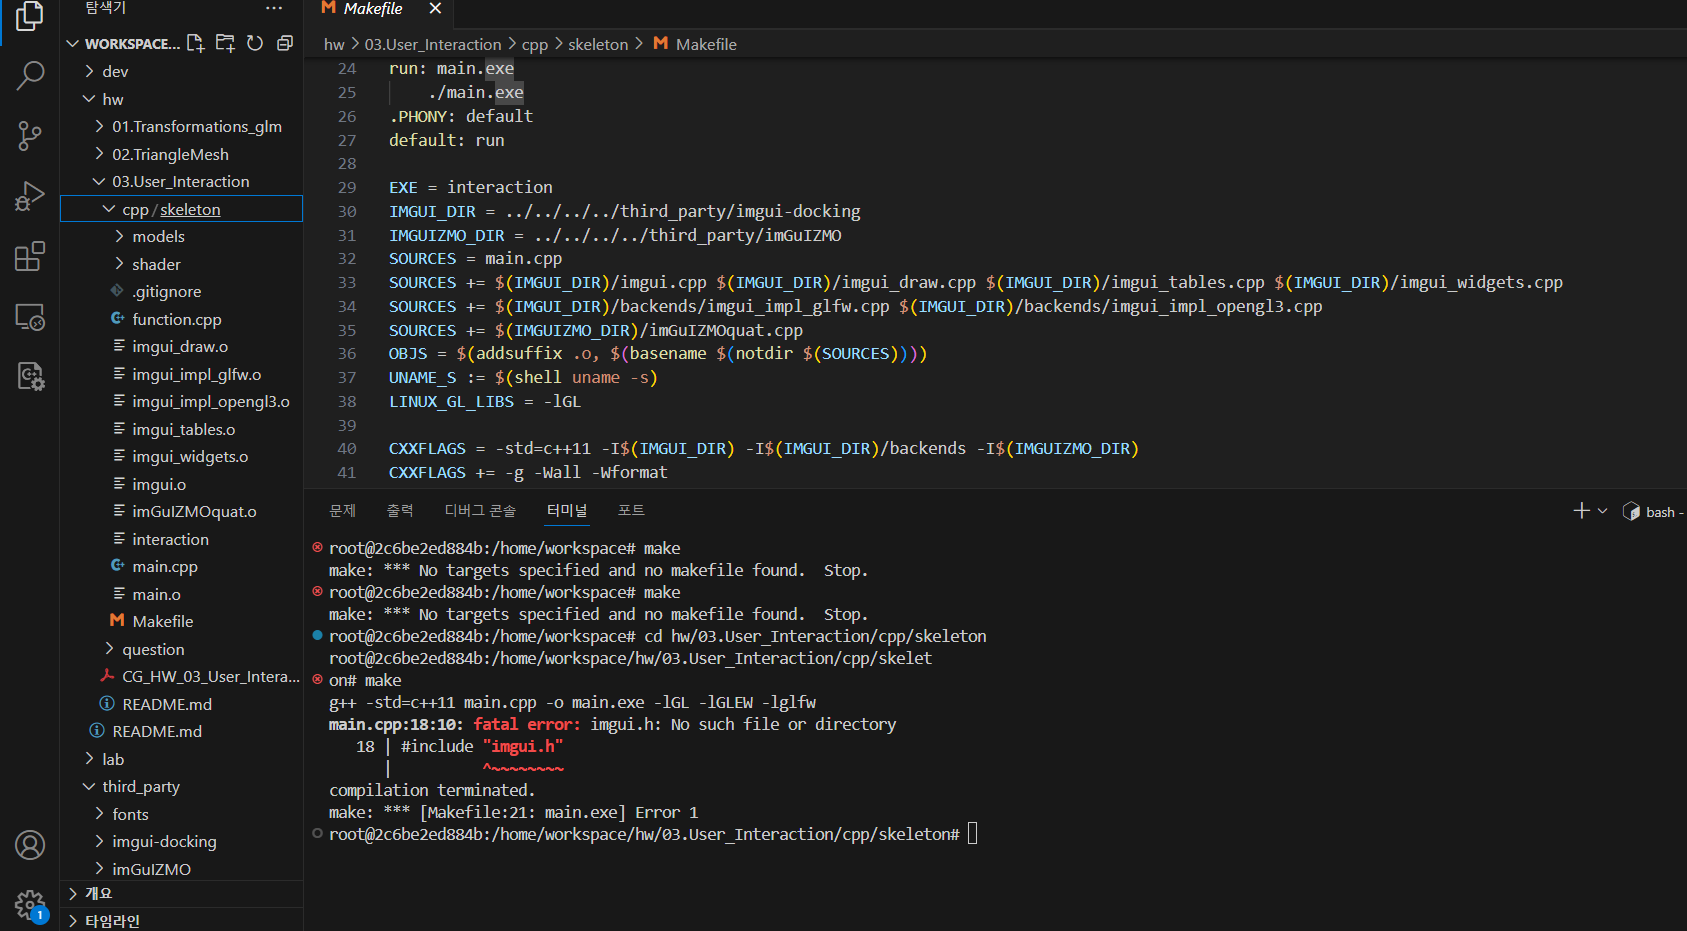 탐색기
···
Makefile
WORKSPACE...
dev
hw
01.Transformations_glm
02.TriangleMesh
03.User_Interaction
cpp / skeleton
models
shader
.gitignore
function.cpp
imgui_draw.o
imgui_impl_glfw.o
imgui_impl_opengl3.o
imgui_tables.o
imgui_widgets.o
imgui.o
imGuIZMOquat.o
interaction
main.cpp
main.o
Makefile
question
CG_HW_03_User_Intera...
README.md
README.md
lab
third_party
fonts
imgui-docking
imGuIZMO
개요
타임라인
1
hw > 03.User_Interaction > cpp > skeleton > M Makefile
24 run: main.exe
25 ./main.exe
26 .PHONY: default
27 default: run
28
29 EXE = interaction
30 IMGUI_DIR = ../../../../third_party/imgui-docking
31 IMGUIZMO_DIR = ../../../../third_party/imGuIZMO
32 SOURCES = main.cpp
33 SOURCES += $(IMGUI_DIR)/imgui.cpp $(IMGUI_DIR)/imgui_draw.cpp $(IMGUI_DIR)/imgui_tables.cpp $(IMGUI_DIR)/imgui_widgets.cpp
34 SOURCES += $(IMGUI_DIR)/backends/imgui_impl_glfw.cpp $(IMGUI_DIR)/backends/imgui_impl_opengl3.cpp
35 SOURCES += $(IMGUIZMO_DIR)/imGuIZMOquat.cpp
36 OBJS = $(addsuffix .o, $(basename $(notdir $(SOURCES))))
37 UNAME_S := $(shell uname -s)
38 LINUX_GL_LIBS = -lGL
39
40 CXXFLAGS = -std=c++11 -I$(IMGUI_DIR) -I$(IMGUI_DIR)/backends -I$(IMGUIZMO_DIR)
41 CXXFLAGS += -g -Wall -Wformat
문제 출력 디버그 콘솔 터미널 포트
bash -
root@2c6be2ed884b:/home/workspace# make
make: *** No targets specified and no makefile found.  Stop.
root@2c6be2ed884b:/home/workspace# make
make: *** No targets specified and no makefile found.  Stop.
root@2c6be2ed884b:/home/workspace# cd hw/03.User_Interaction/cpp/skeleton
root@2c6be2ed884b:/home/workspace/hw/03.User_Interaction/cpp/skelet
on# make
g++ -std=c++11 main.cpp -o main.exe -lGL -lGLEW -lglfw
main.cpp:18:10: fatal error: imgui.h: No such file or directory
18 | #include "imgui.h"
| ^~~~~~~~~
compilation terminated.
make: *** [Makefile:21: main.exe] Error 1
root@2c6be2ed884b:/home/workspace/hw/03.User_Interaction/cpp/skeleton#